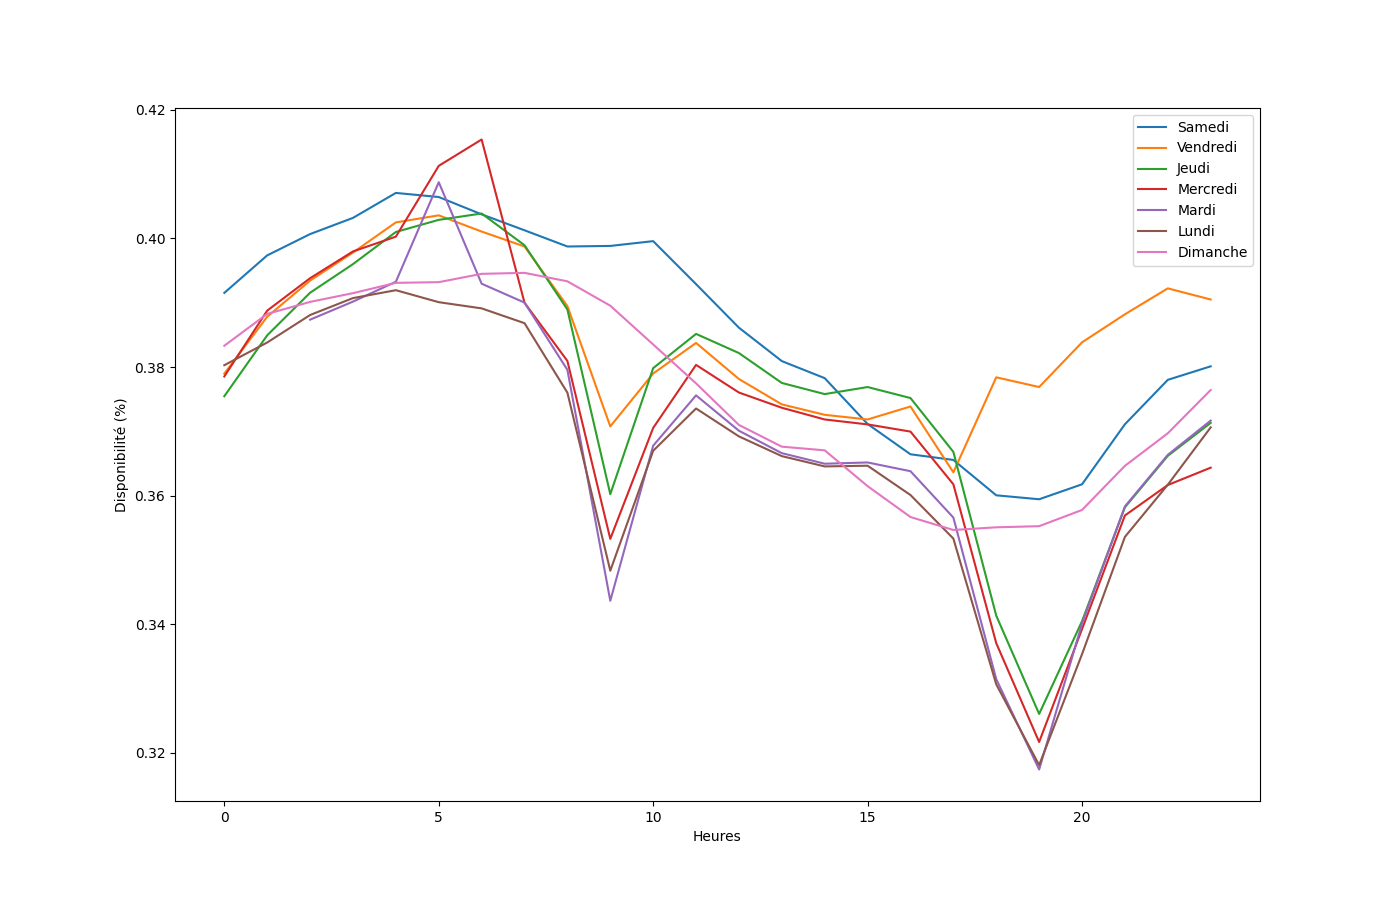 0.42
0.40
0.38
0.36
0.34
0.32
Disponibilité (%)
0 5 10 15 20
Heures
Samedi
Vendredi
Jeudi
Mercredi
Mardi
Lundi
Dimanche